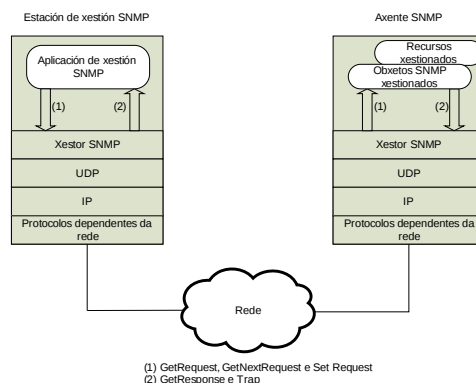 Estación de xestión SNMP
Aplicación de xestión
SNMP
(1)
(2)
Xestor SNMP
UDP
IP
Protocolos dependentes da
rede
Axente SNMP
Recursos
xestionados
Obxetos SNMP
xestionados
(1)
(2)
Xestor SNMP
UDP
IP
Protocolos dependentes da
rede
Rede
(1) GetRequest, GetNextRequest e Set Request
(2) GetResponse e Trap